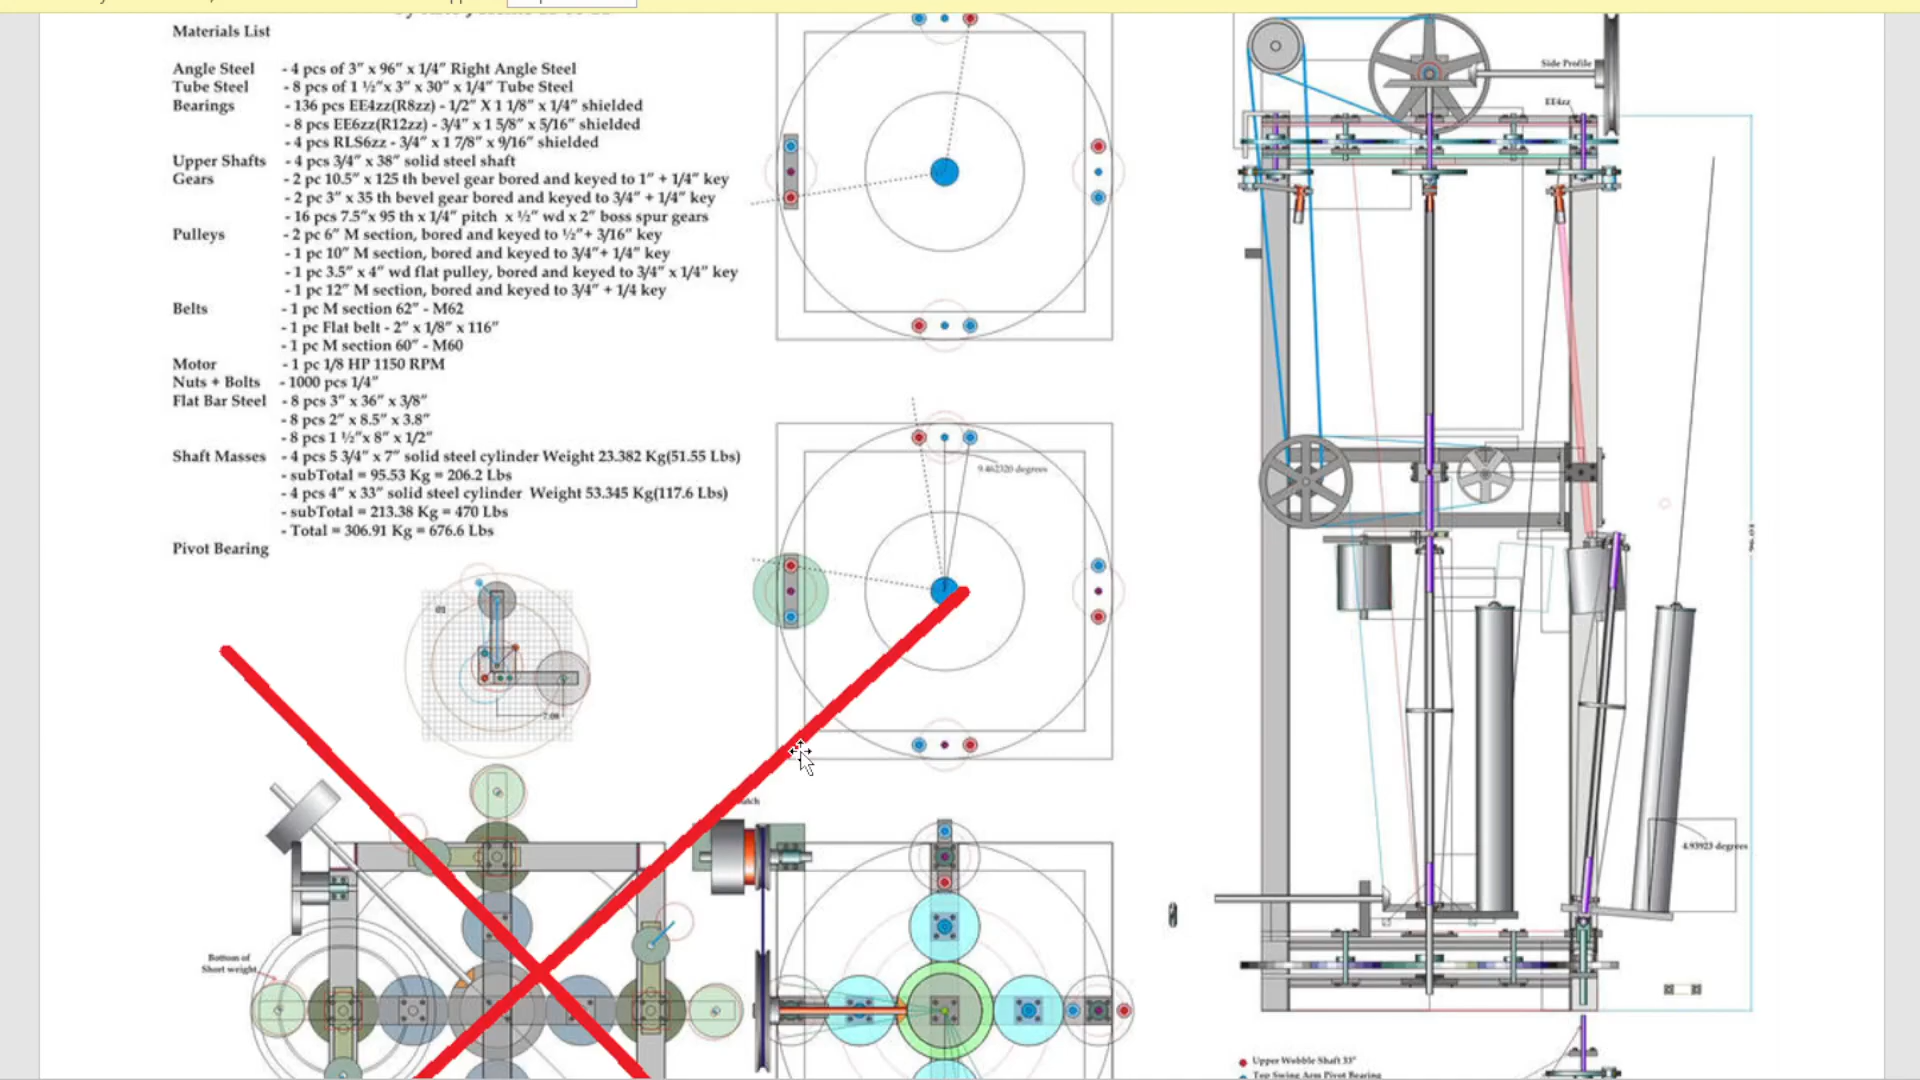 Materials List
Angle Steel - 4 pcs of 3" x 96" x 1/4" Right Angle Steel
Tube Steel - 8 pcs of 1 ½"x 3" x 30" x 1/4" Tube Steel
Bearings - 136 pcs EE4zz(R8zz) - 1/2" X 1 1/8" x 1/4" shielded
- 8 pcs EE6zz(R12zz) - 3/4" x 1 5/8" x 5/16" shielded
- 4 pcs RLS6zz - 3/4" x 1 7/8" x 9/16" shielded
Upper Shafts - 4 pcs 3/4" x 38" solid steel shaft
Gears - 2 pc 10.5" x 125 th bevel gear bored and keyed to 1" + 1/4" key
- 2 pc 3" x 35 th bevel gear bored and keyed to 3/4" + 1/4" key
- 16 pcs 7.5"x 95 th x 1/4" pitch x ½" wd x 2" boss spur gears
Pulleys - 2 pc 6" M section, bored and keyed to ½"+ 3/16" key
- 1 pc 10" M section, bored and keyed to 3/4"+ 1/4" key
- 1 pc 3.5" x 4" wd flat pulley, bored and keyed to 3/4" x 1/4" key
- 1 pc 12" M section, bored and keyed to 3/4" + 1/4 key
Belts - 1 pc M section 62" - M62
- 1 pc Flat belt - 2" x 1/8" x 116"
- 1 pc M section 60" - M60
Motor - 1 pc 1/8 HP 1150 RPM
Nuts + Bolts - 1000 pcs 1/4"
Flat Bar Steel - 8 pcs 3" x 36" x 3/8"
- 8 pcs 2" x 8.5" x 3.8"
- 8 pcs 1 ½"x 8" x 1/2"
Shaft Masses - 4 pcs 5 3/4" x 7" solid steel cylinder Weight 23.382 Kg(51.55 Lbs)
- subTotal = 95.53 Kg = 206.2 Lbs
- 4 pcs 4" x 33" solid steel cylinder Weight 53.345 Kg(117.6 Lbs)
- subTotal = 213.38 Kg = 470 Lbs
- Total = 306.91 Kg = 676.6 Lbs
Pivot Bearing
7.08
Bottom of
Short weight
9.462320 degrees
Side Profile
EE4zz
4.93923 degrees
Upper Wobble Shaft 33"
Top Swing Arm Pivot Bearing